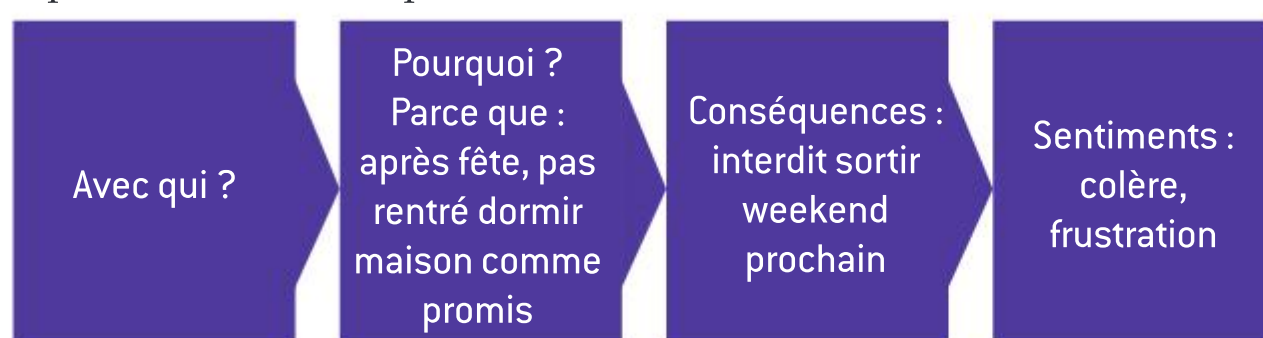 Avec qui ?
Pourquoi ?
Parce que :
après fête, pas
rentré dormir
maison comme
promis
Conséquences :
interdit sortir
weekend
prochain
Sentiments :
colère,
frustration